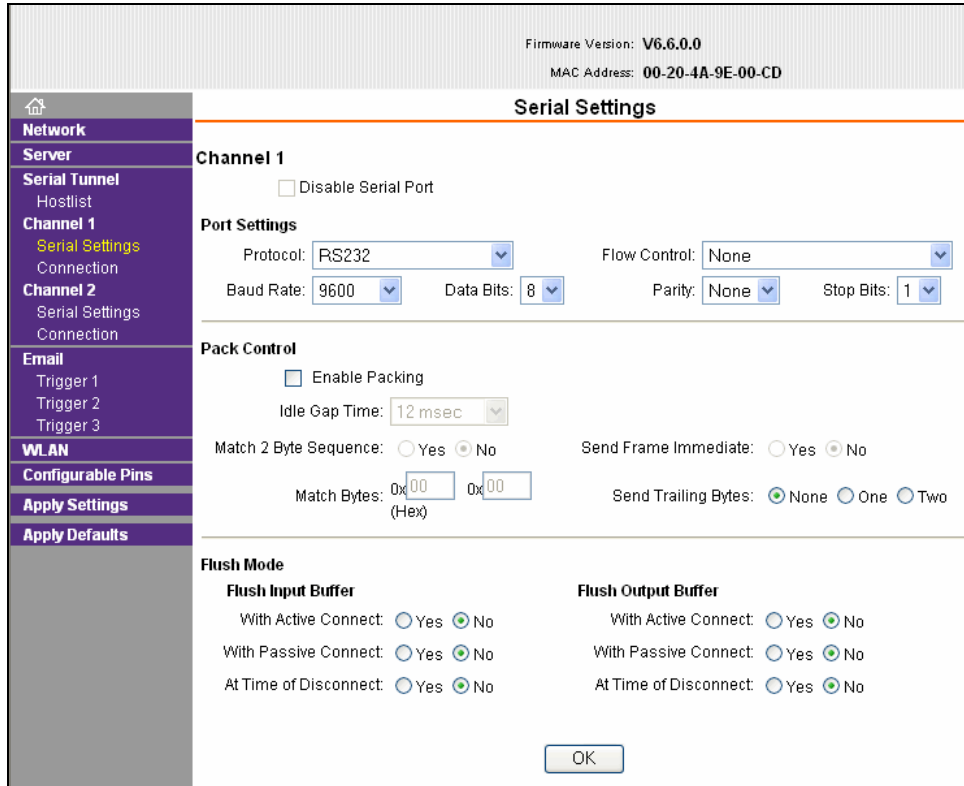 Firmware Version: V6.6.0.0
MAC Address: 00-20-4A-9E-00-CD
Serial Settings
Network
Server
Serial Tunnel
Hostlist
Channel 1
Serial Settings
Connection
Channel 2
Serial Settings
Connection
Email
Trigger 1
Trigger 2
Trigger 3
WLAN
Configurable Pins
Apply Settings
Apply Defaults
Channel 1
Disable Serial Port
Port Settings
Protocol: RS232 Flow Control: None
Baud Rate: 9600 Data Bits: 8 Parity: None Stop Bits: 1
Pack Control
Enable Packing
Idle Gap Time: 12 msec
Match 2 Byte Sequence: Yes No Send Frame Immediate: Yes No
Match Bytes: 0x 00 0x 00 Send Trailing Bytes: None One Two
(Hex)
Flush Mode
Flush Input Buffer Flush Output Buffer
With Active Connect: Yes No With Active Connect: Yes No
With Passive Connect: Yes No With Passive Connect: Yes No
At Time of Disconnect: Yes No At Time of Disconnect: Yes No
OK